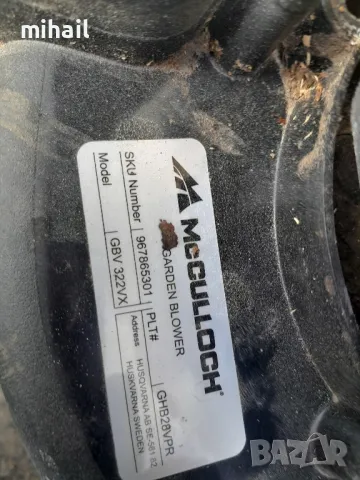 mihail
McCULLOCH®
GARDEN BLOWER
SKU Number 967865301 PLT# GHB28VPR
Model GBV 322VX Address HUSQVARNA AB SE-561 82
HUSKVARNA SWEDEN
BAZAR